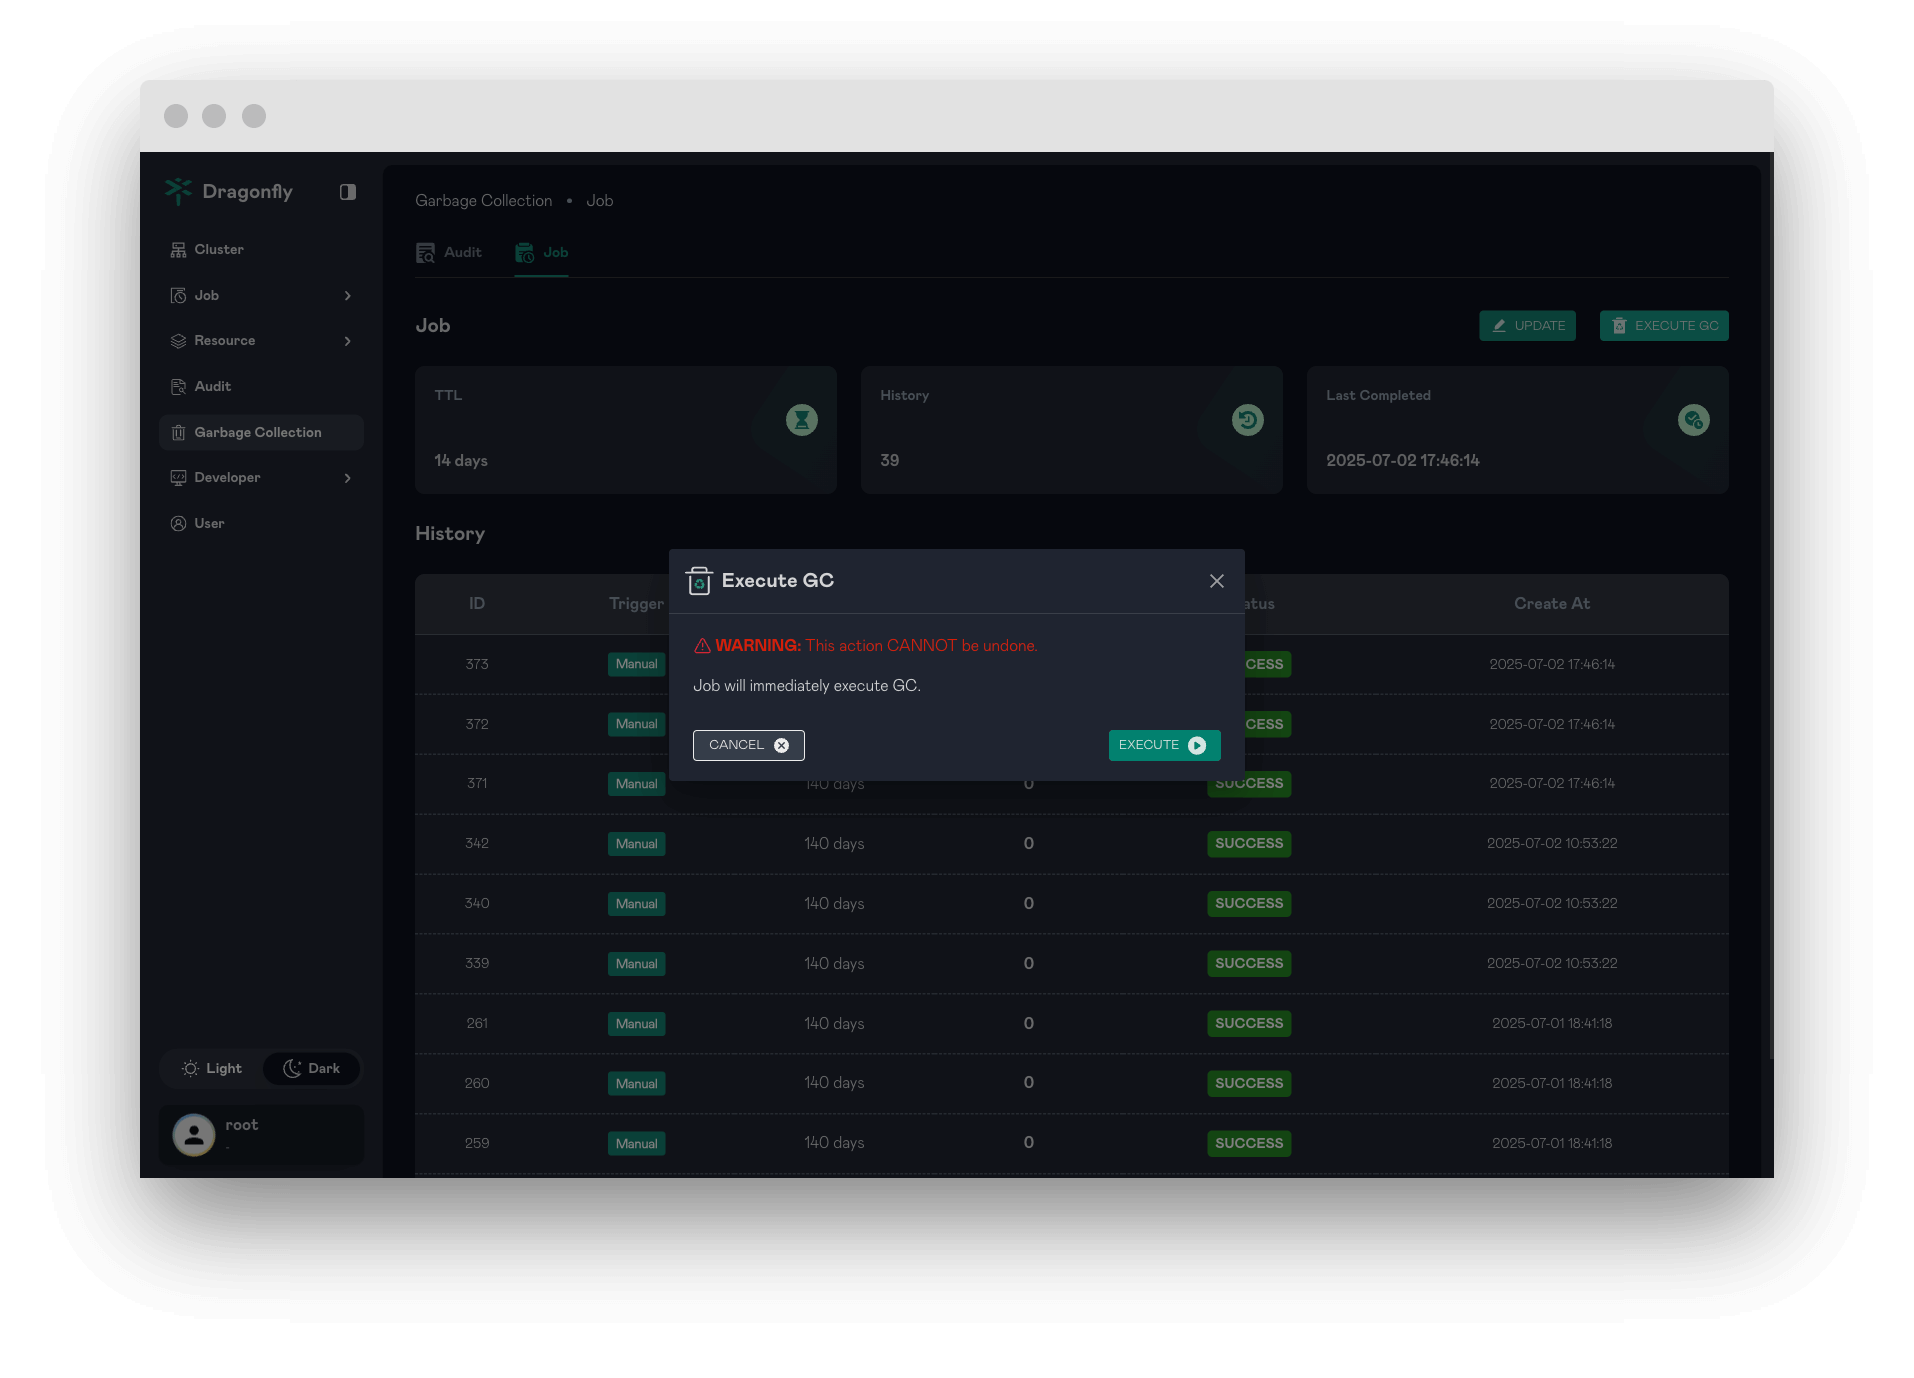 Dragonfly
Cluster
Job
Resource
Audit
Garbage Collection
Developer
User
Light Dark
root
-
Garbage Collection • Job
Audit Job
Job UPDATE EXECUTE GC
TTL
14 days
History
39
Last Completed
2025-07-02 17:46:14
History
ID Trigger Create At
373 Manual 2025-07-02 17:46:14
372 Manual 2025-07-02 17:46:14
371 Manual 140 days 0 SUCCESS 2025-07-02 17:46:14
342 Manual 140 days 0 SUCCESS 2025-07-02 10:53:22
340 Manual 140 days 0 SUCCESS 2025-07-02 10:53:22
339 Manual 140 days 0 SUCCESS 2025-07-02 10:53:22
261 Manual 140 days 0 SUCCESS 2025-07-01 18:41:18
260 Manual 140 days 0 SUCCESS 2025-07-01 18:41:18
259 Manual 140 days 0 SUCCESS 2025-07-01 18:41:18
Execute GC
WARNING: This action CANNOT be undone.
Job will immediately execute GC.
CANCEL EXECUTE